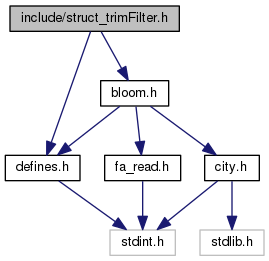 include/struct_trimFilter.h
bloom.h
defines.h
fa_read.h
city.h
stdint.h
stdlib.h